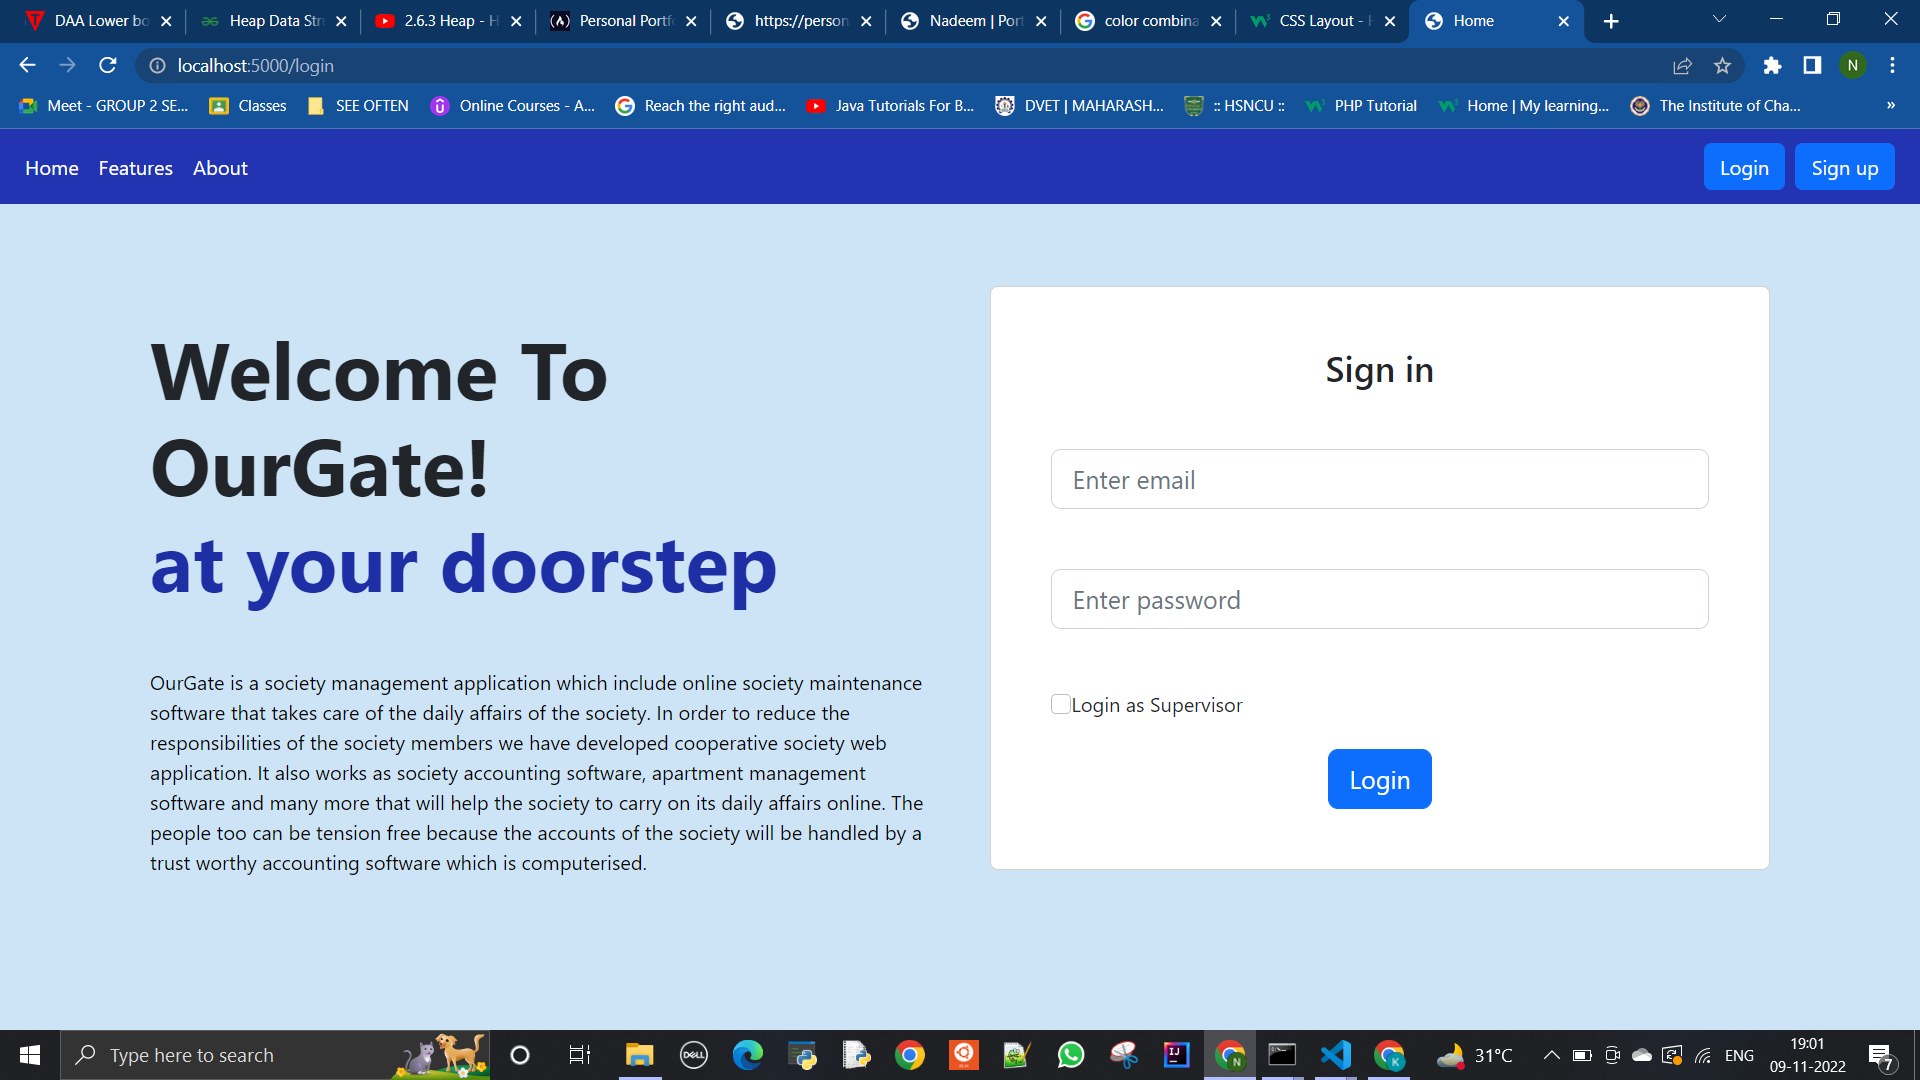 DAA Lower bo
Heap Data Str
2.6.3 Heap - H
Personal Portfo
https://person
Nadeem | Port
color combina
CSS Layout - H
Home
localhost:5000/login
N
Meet - GROUP 2 SE...
Classes
SEE OFTEN
Online Courses - A...
Reach the right aud...
Java Tutorials For B...
DVET | MAHARASH...
:: HSNCU ::
PHP Tutorial
Home | My learning...
The Institute of Cha...
»
Home
Features
About
Login
Sign up
Welcome To
OurGate!
at your doorstep
OurGate is a society management application which include online society maintenance
software that takes care of the daily affairs of the society. In order to reduce the
responsibilities of the society members we have developed cooperative society web
application. It also works as society accounting software, apartment management
software and many more that will help the society to carry on its daily affairs online. The
people too can be tension free because the accounts of the society will be handled by a
trust worthy accounting software which is computerised.
Sign in
Enter email
Enter password
Login as Supervisor
Login
Type here to search
DELL
IJ
N
K
31°C
ENG
19:01
09-11-2022
7